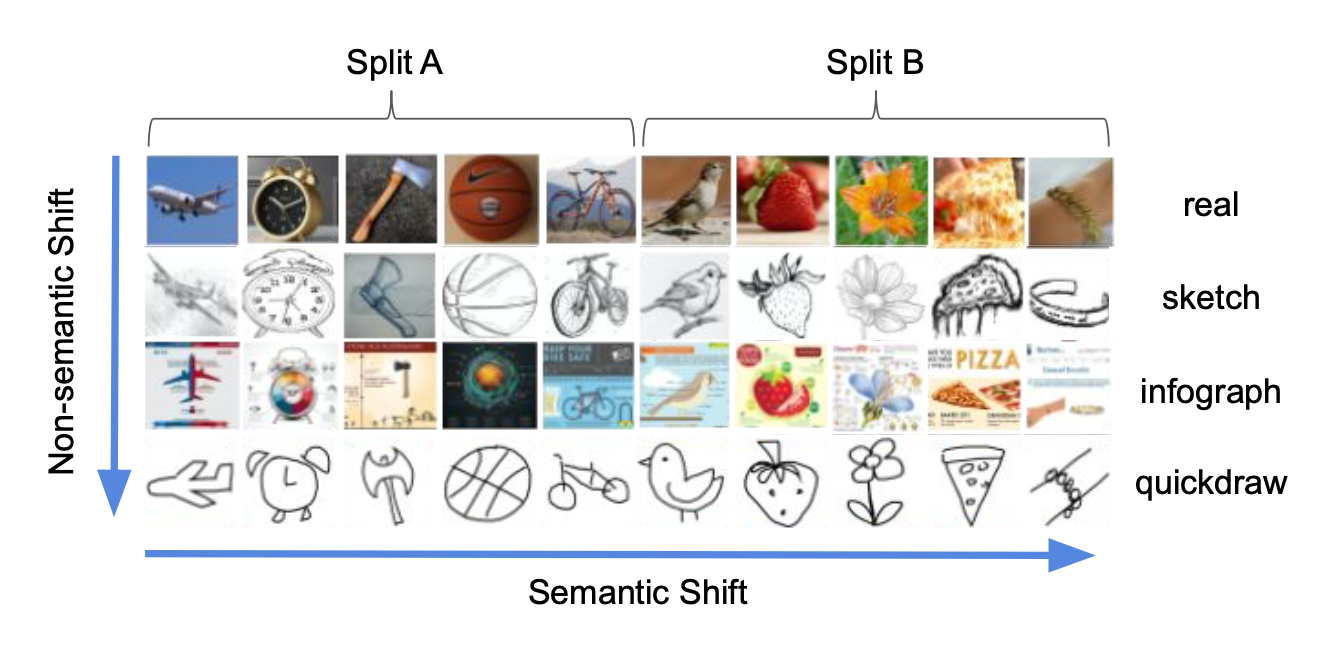 Split A
Split B
Non-semantic Shift
real
sketch
infograph
PIZZA
quickdraw
Semantic Shift